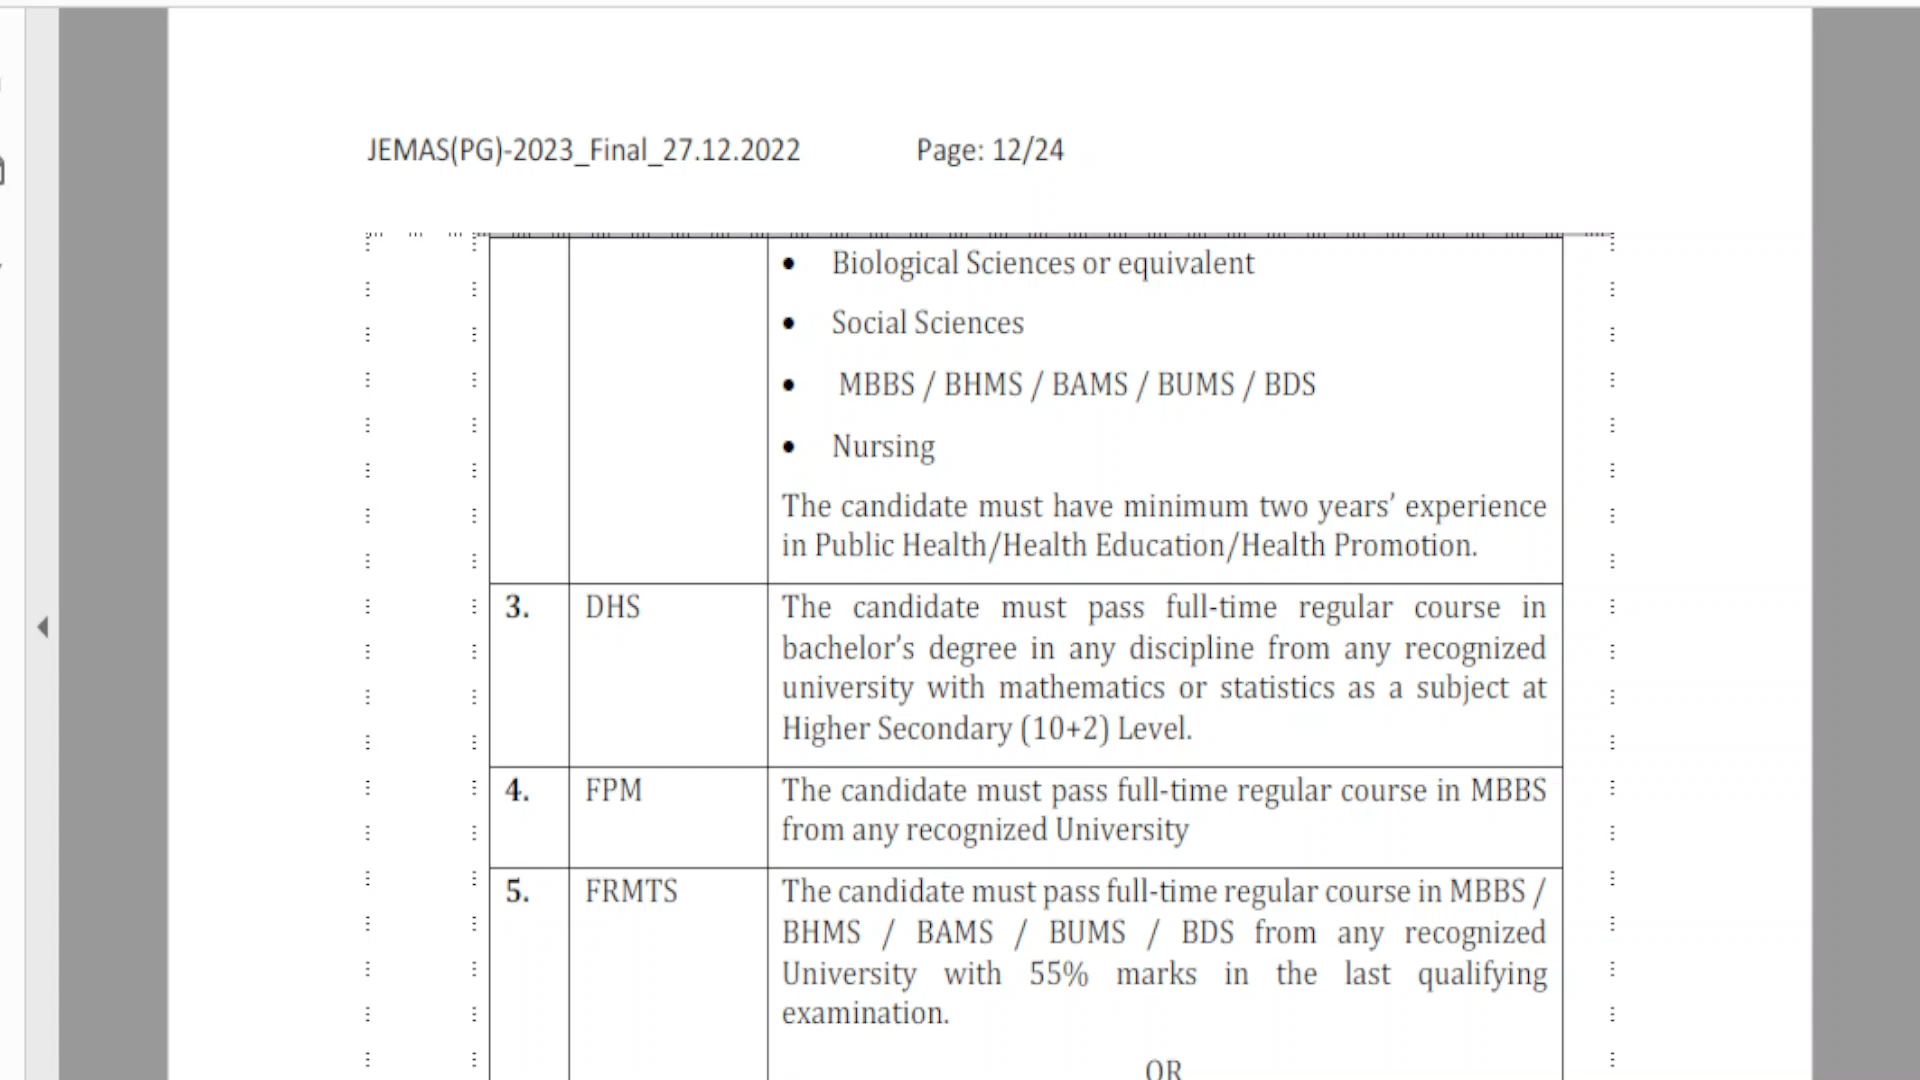 JEMAS(PG)-2023_Final_27.12.2022 Page: 12/24
• Biological Sciences or equivalent
• Social Sciences
• MBBS / BHMS / BAMS / BUMS / BDS
• Nursing
The candidate must have minimum two years’ experience
in Public Health/Health Education/Health Promotion.
3. DHS The candidate must pass full-time regular course in
bachelor’s degree in any discipline from any recognized
university with mathematics or statistics as a subject at
Higher Secondary (10+2) Level.
4. FPM The candidate must pass full-time regular course in MBBS
from any recognized University
5. FRMTS The candidate must pass full-time regular course in MBBS /
BHMS / BAMS / BUMS / BDS from any recognized
University with 55% marks in the last qualifying
examination.
OR